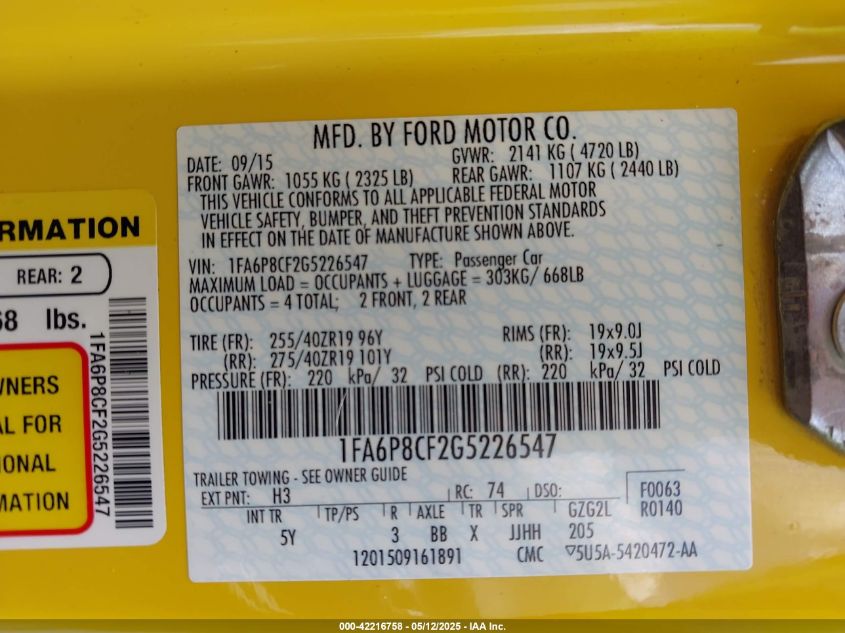 MFD. BY FORD MOTOR CO.
DATE: 09/15 GVWR: 2141 KG ( 4720 LB)
FRONT GAWR: 1055 KG ( 2325 LB) REAR GAWR: 1107 KG ( 2440 LB)
THIS VEHICLE CONFORMS TO ALL APPLICABLE FEDERAL MOTOR
VEHICLE SAFETY, BUMPER, AND THEFT PREVENTION STANDARDS
IN EFFECT ON THE DATE OF MANUFACTURE SHOWN ABOVE.
VIN: 1FA6P8CF2G5226547 TYPE: Passenger Car
MAXIMUM LOAD = OCCUPANTS + LUGGAGE = 303KG/ 668LB
OCCUPANTS = 4 TOTAL; 2 FRONT, 2 REAR
TIRE (FR): 255/40ZR19 96Y RIMS (FR): 19x9.0J
(RR): 275/40ZR19 101Y (RR): 19x9.5J
PRESSURE (FR): 220 kPa/ 32 PSI COLD (RR): 220 kPa/ 32 PSI COLD
1FA6P8CF2G5226547
TRAILER TOWING - SEE OWNER GUIDE
EXT PNT: H3 RC: 74 DSO: F0063
INT TR TP/PS R AXLE TR SPR GZG2L R0140
5Y 3 BB X JJHH 205
1201509161891 CMC ▽5U5A-5420472-AA
RMATION
REAR: 2
68 lbs.
WNERS
AL FOR
IONAL
MATION
1FA6P8CF2G5226547
000-42216758 - 05/12/2025 - IAA Inc.